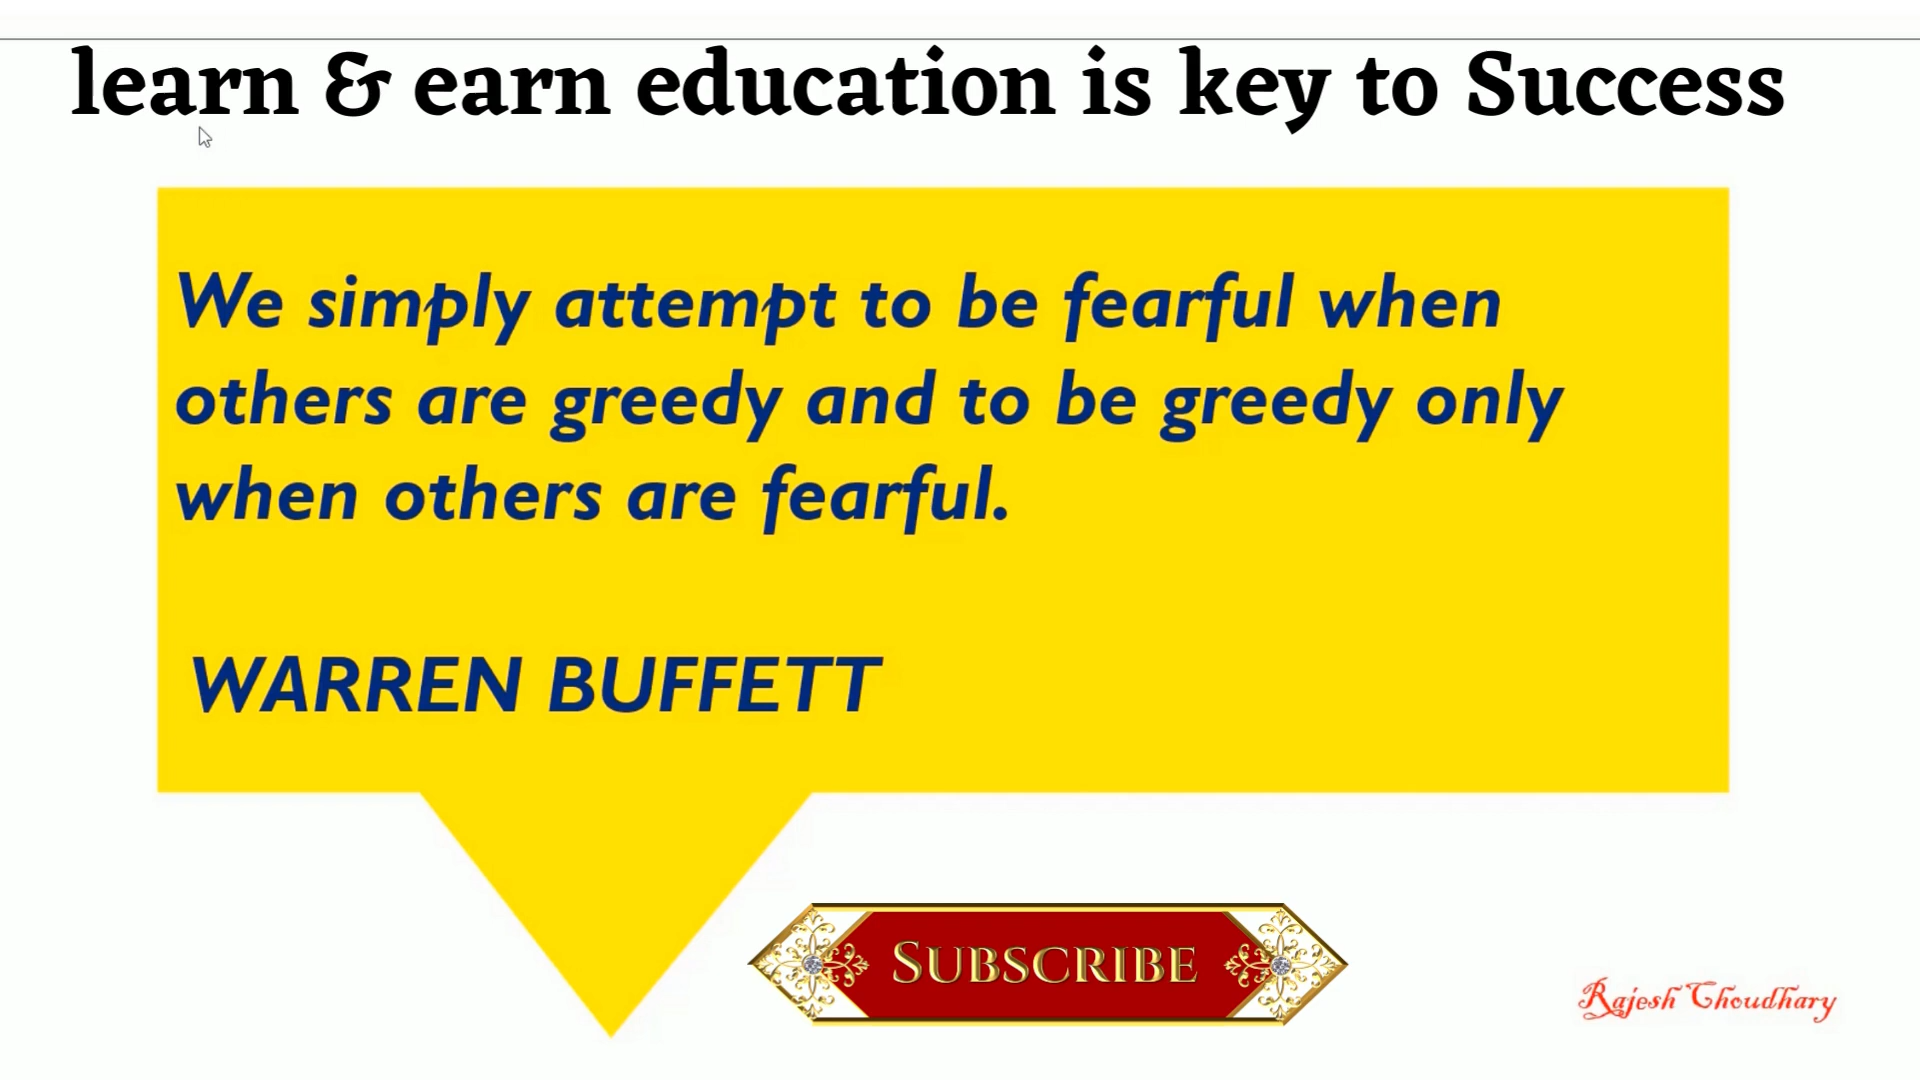 learn & earn education is key to Success
We simply attempt to be fearful when
others are greedy and to be greedy only
when others are fearful.
WARREN BUFFETT
SUBSCRIBE
Rajesh Choudhary